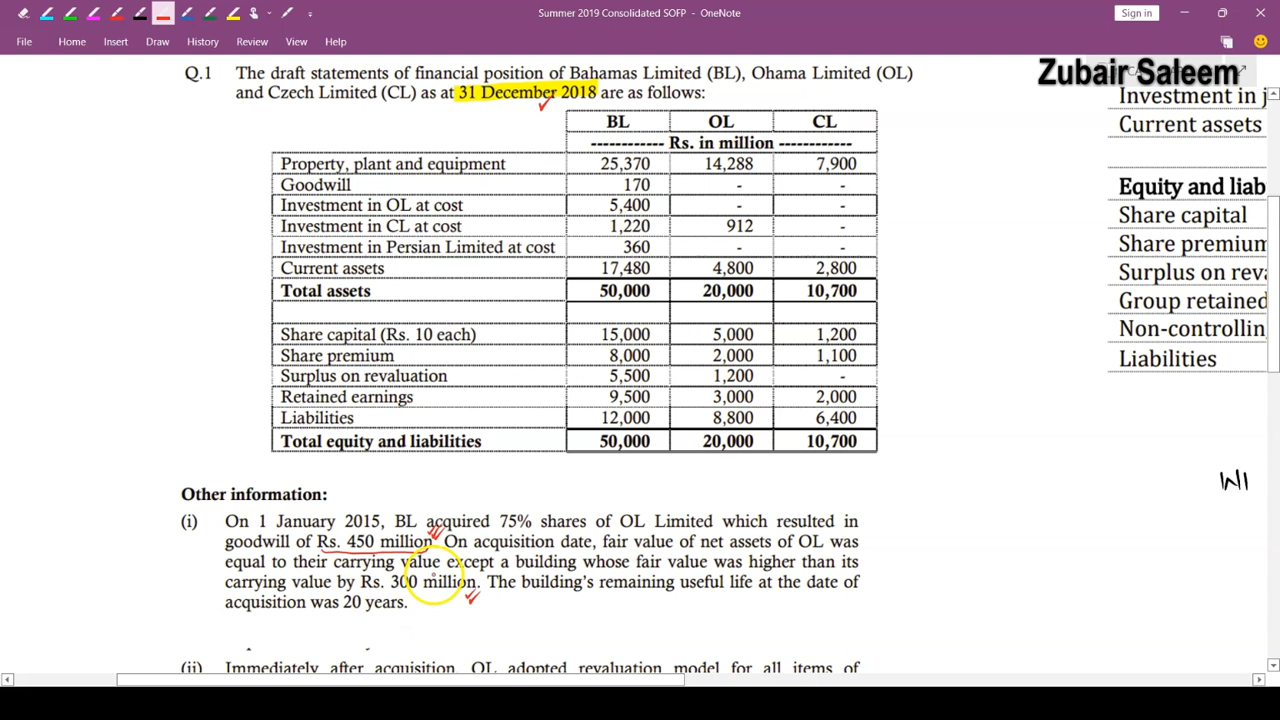 Summer 2019 Consolidated SOFP - OneNote
Sign in
File Home Insert Draw History View Help
Zubair Saleem
Q.1 The draft statements of financial position of Bahamas Limited (BL), Ohama Limited (OL)
and Czech Limited (CL) as at 31 December 2018 are as follows:
BL OL CL
------------ Rs. in million -----------
Property, plant and equipment 25,370 14,288 7,900
Goodwill 170 - -
Investment in OL at cost 5,400 - -
Investment in CL at cost 1,220 912 -
Investment in Persian Limited at cost 360 - -
Current assets 17,480 4,800 2,800
Total assets 50,000 20,000 10,700
Share capital (Rs. 10 each) 15,000 5,000 1,200
Share premium 8,000 2,000 1,100
Surplus on revaluation 5,500 1,200 -
Retained earnings 9,500 3,000 2,000
Liabilities 12,000 8,800 6,400
Total equity and liabilities 50,000 20,000 10,700
Other information:
(i) On 1 January 2015, BL acquired 75% shares of OL Limited which resulted in
goodwill of Rs. 450 million. On acquisition date, fair value of net assets of OL was
equal to their carrying value except a building whose fair value was higher than its
carrying value by Rs. 300 million. The building's remaining useful life at the date of
acquisition was 20 years.
(ii) Immediately after acquisition, OL adopted revaluation model for all items of
Investment in j
Current assets
Equity and liab
Share capital
Share premium
Surplus on reva
Group retained
Non-controllin
Liabilities
W1